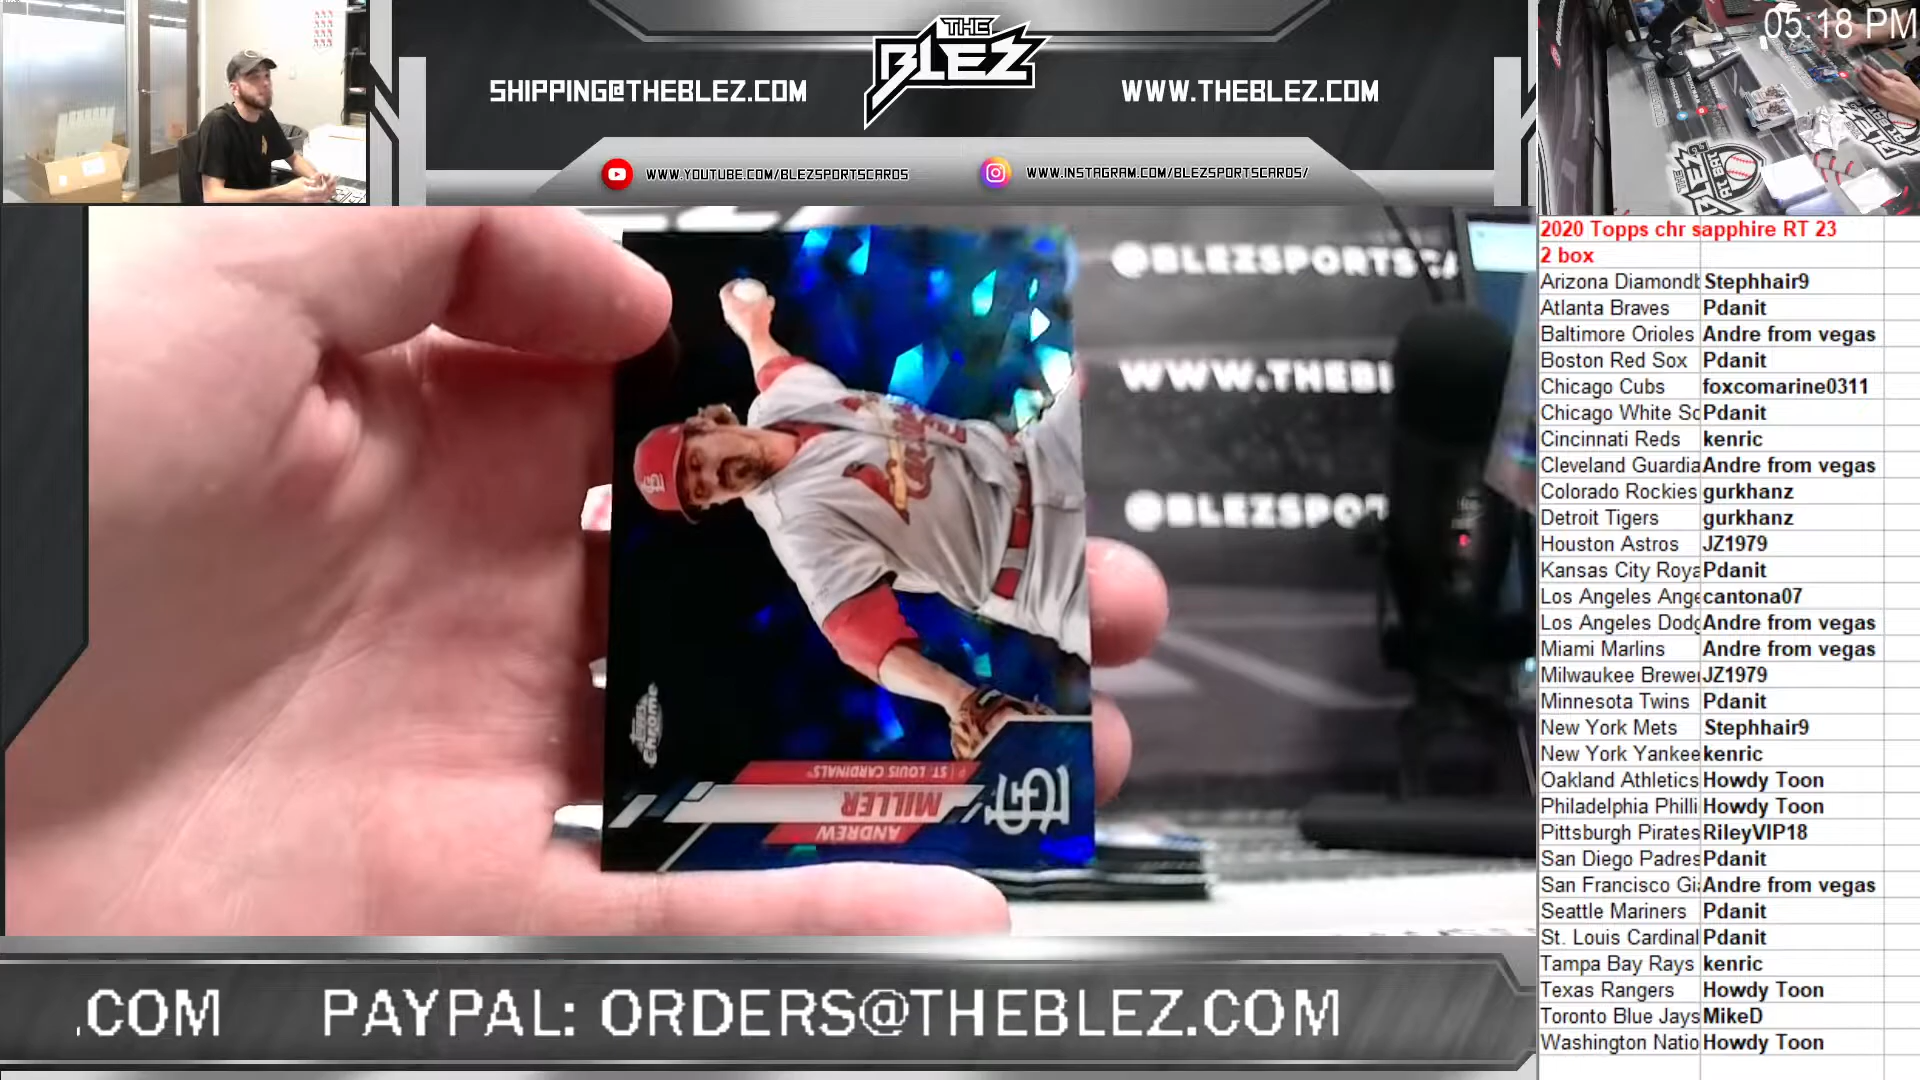 THE
BLEZ
SHIPPING@THEBLEZ.COM
WWW.THEBLEZ.COM
WWW.YOUTUBE.COM/BLEZSPORTSCARDS
WWW.INSTAGRAM.COM/BLEZSPORTSCARDS/
05:18 PM
BLEZ
AT BAT
@BLEZSPORTSCA
WWW.THEBL
@BLEZSPO
Topps
Chrome
ST. LOUIS CARDINALS
MILLER
ANDREW
STL
2020 Topps chr sapphire RT 23
2 box
Arizona Diamondb Stephhair9
Atlanta Braves Pdanit
Baltimore Orioles Andre from vegas
Boston Red Sox Pdanit
Chicago Cubs foxcomarine0311
Chicago White So Pdanit
Cincinnati Reds kenric
Cleveland Guardia Andre from vegas
Colorado Rockies gurkhanz
Detroit Tigers gurkhanz
Houston Astros JZ1979
Kansas City Roya Pdanit
Los Angeles Ange cantona07
Los Angeles Dodg Andre from vegas
Miami Marlins Andre from vegas
Milwaukee Brewer JZ1979
Minnesota Twins Pdanit
New York Mets Stephhair9
New York Yankee kenric
Oakland Athletics Howdy Toon
Philadelphia Philli Howdy Toon
Pittsburgh Pirates RileyVIP18
San Diego Padres Pdanit
San Francisco Gi Andre from vegas
Seattle Mariners Pdanit
St. Louis Cardinal Pdanit
Tampa Bay Rays kenric
Texas Rangers Howdy Toon
Toronto Blue Jays MikeD
Washington Natio Howdy Toon
.COM PAYPAL: ORDERS@THEBLEZ.COM